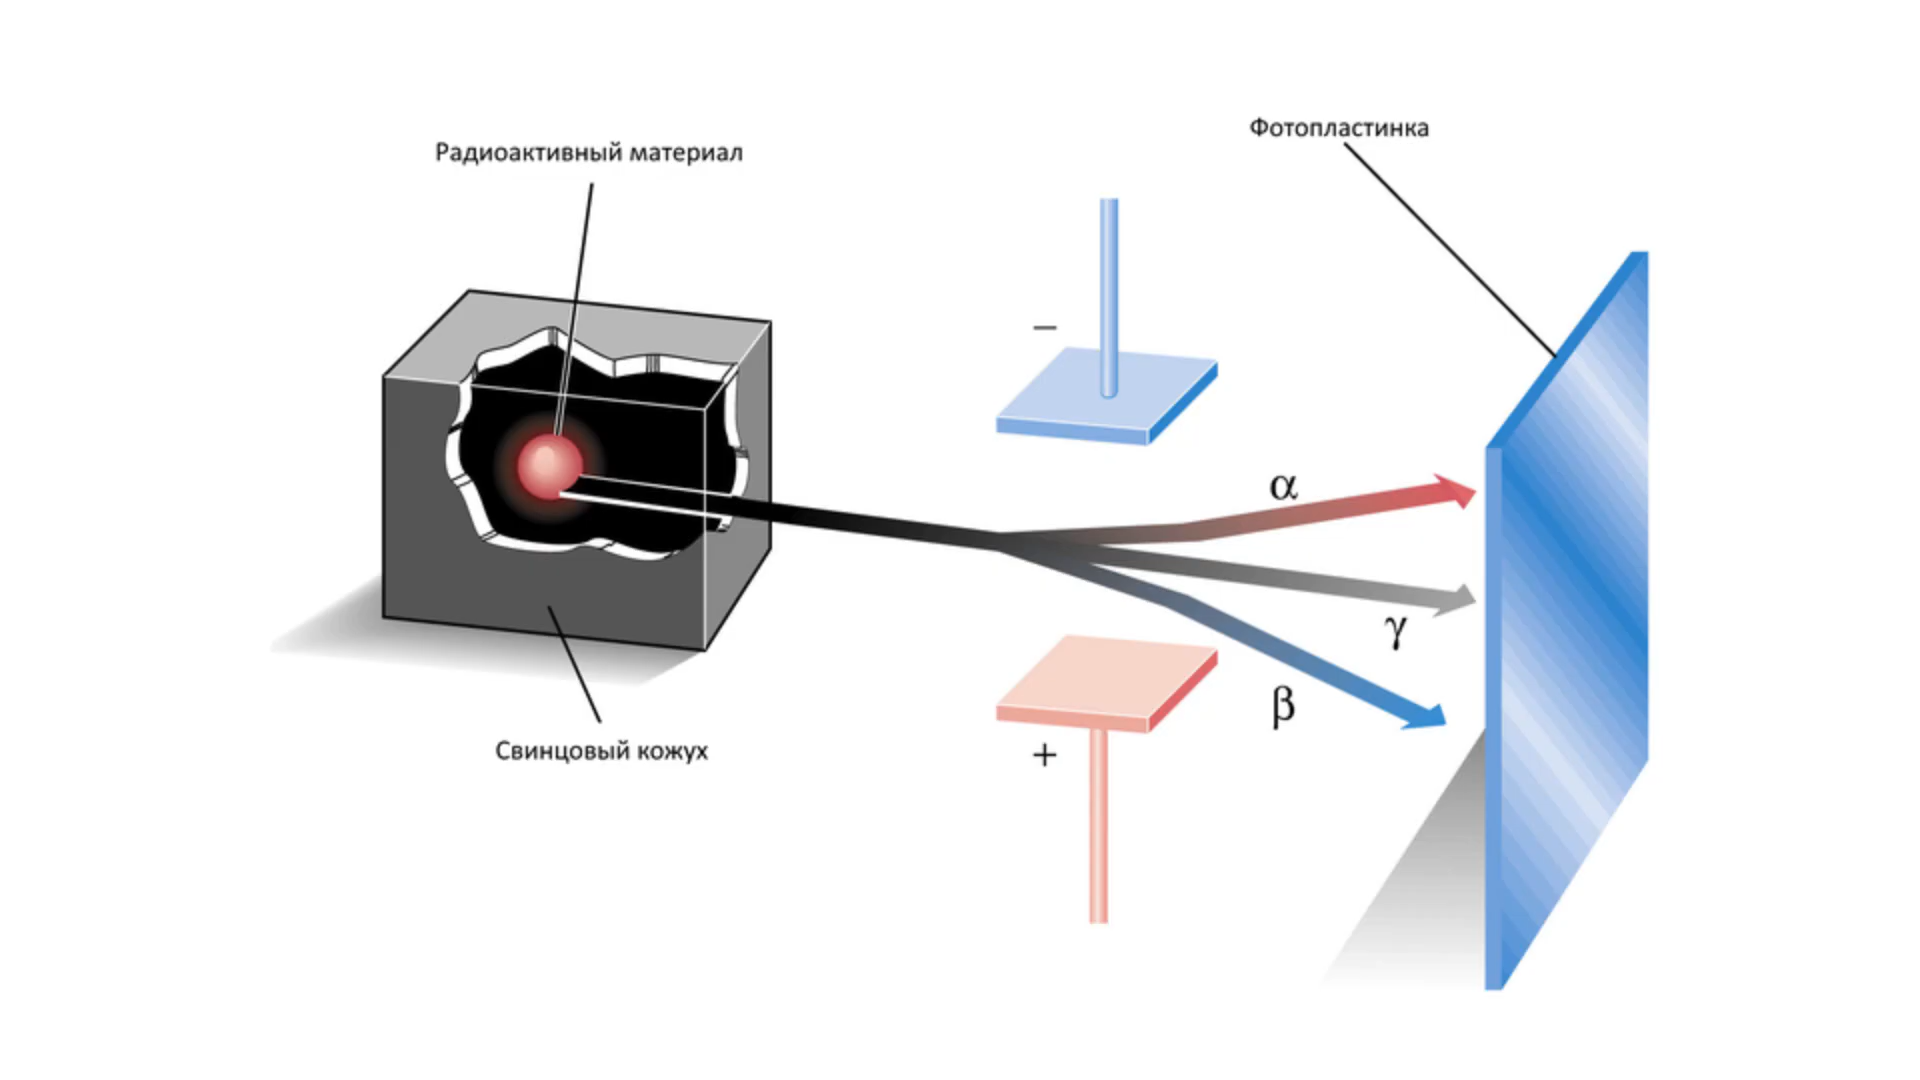 Фотопластинка
Радиоактивный материал
−
α
γ
β
Свинцовый кожух
+